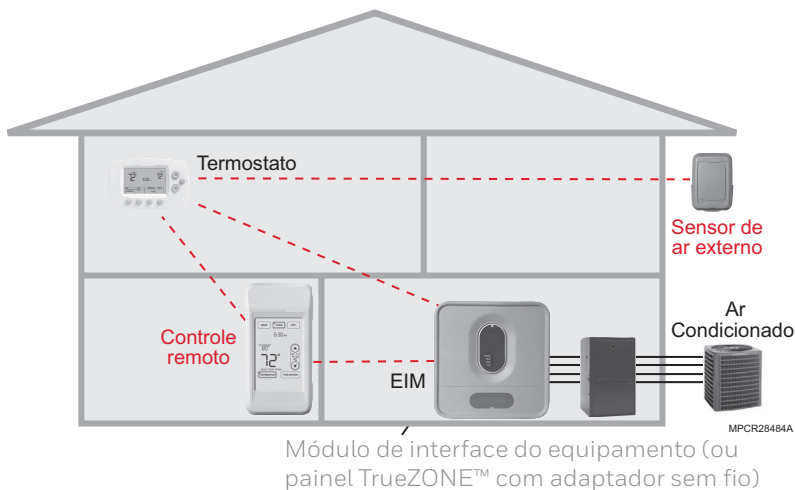 Termostato
Sensor de
ar externo
Controle
remoto
72°
EIM
Ar
Condicionado
MPCR28484A
Módulo de interface do equipamento (ou
painel TrueZONE™ com adaptador sem fio)